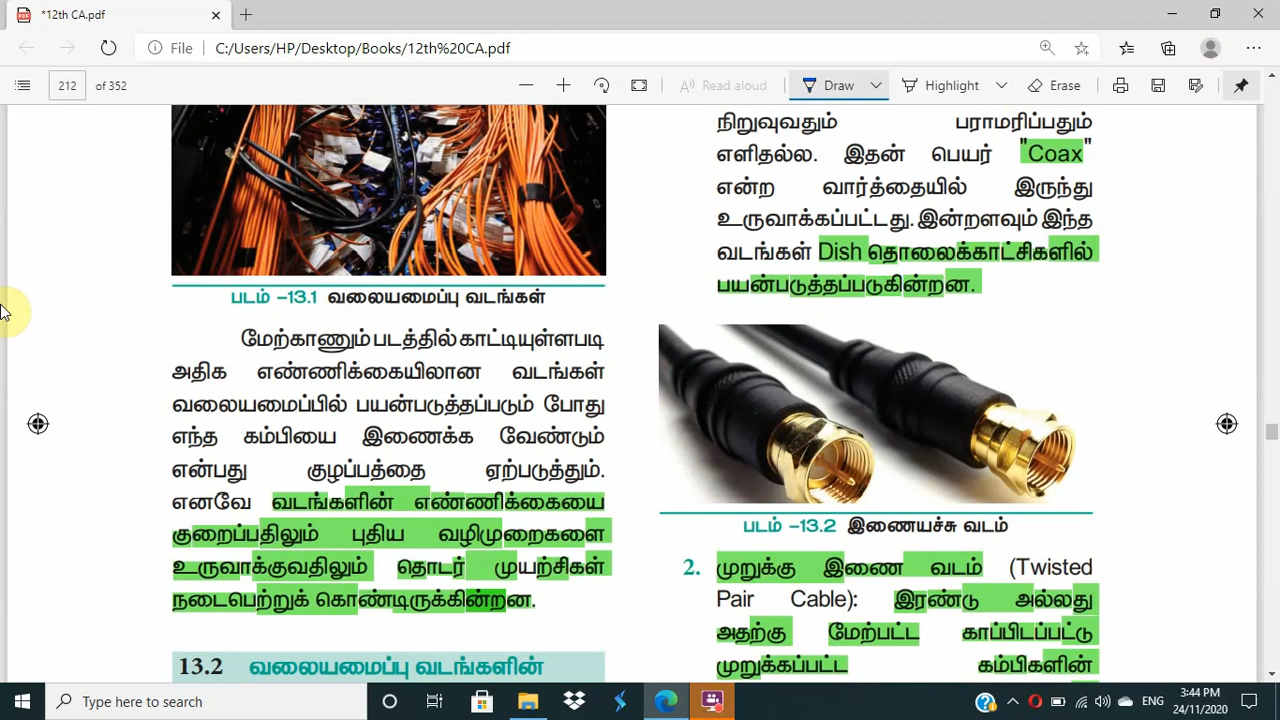 *12th CA.pdf
File C:/Users/HP/Desktop/Books/12th%20CA.pdf
212 of 352 Read aloud Draw Highlight Erase
படம் –13.1 வலையமைப்பு வடங்கள்
மேற்காணும் படத்தில் காட்டியுள்ளபடி
அதிக எண்ணிக்கையிலான வடங்கள்
வலையமைப்பில் பயன்படுத்தப்படும் போது
எந்த கம்பியை இணைக்க வேண்டும்
என்பது குழப்பத்தை ஏற்படுத்தும்.
எனவே வடங்களின் எண்ணிக்கையை
குறைப்பதிலும் புதிய வழிமுறைகளை
உருவாக்குவதிலும் தொடர் முயற்சிகள்
நடைபெற்றுக் கொண்டிருக்கின்றன.
13.2 வலையமைப்பு வடங்களின்
நிறுவுவதும் பராமரிப்பதும்
எளிதல்ல. இதன் பெயர் "Coax"
என்ற வார்த்தையில் இருந்து
உருவாக்கப்பட்டது. இன்றளவும் இந்த
வடங்கள் Dish தொலைக்காட்சிகளில்
பயன்படுத்தப்படுகின்றன.
படம் –13.2 இணையச்சு வடம்
2. முறுக்கு இணை வடம் (Twisted
Pair Cable): இரண்டு அல்லது
அதற்கு மேற்பட்ட காப்பிடப்பட்டு
முறுக்கப்பட்ட கம்பிகளின்
Type here to search
ENG
3:44 PM
24/11/2020